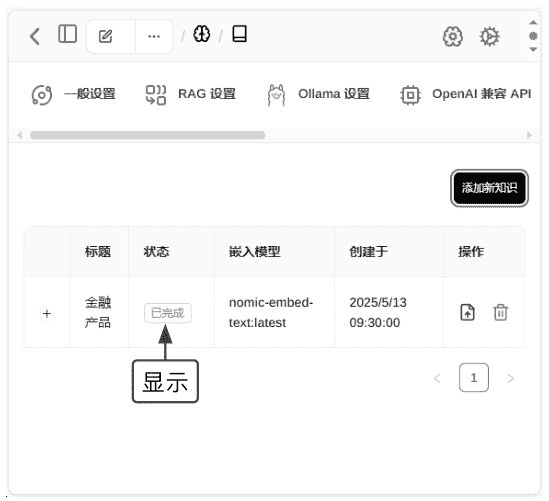 一般设置 RAG 设置 Ollama 设置 OpenAI 兼容 API
添加新知识
标题 状态 嵌入模型 创建于 操作
金融 已完成 nomic-embed- 2025/5/13
产品 text:latest 09:30:00
显示
1